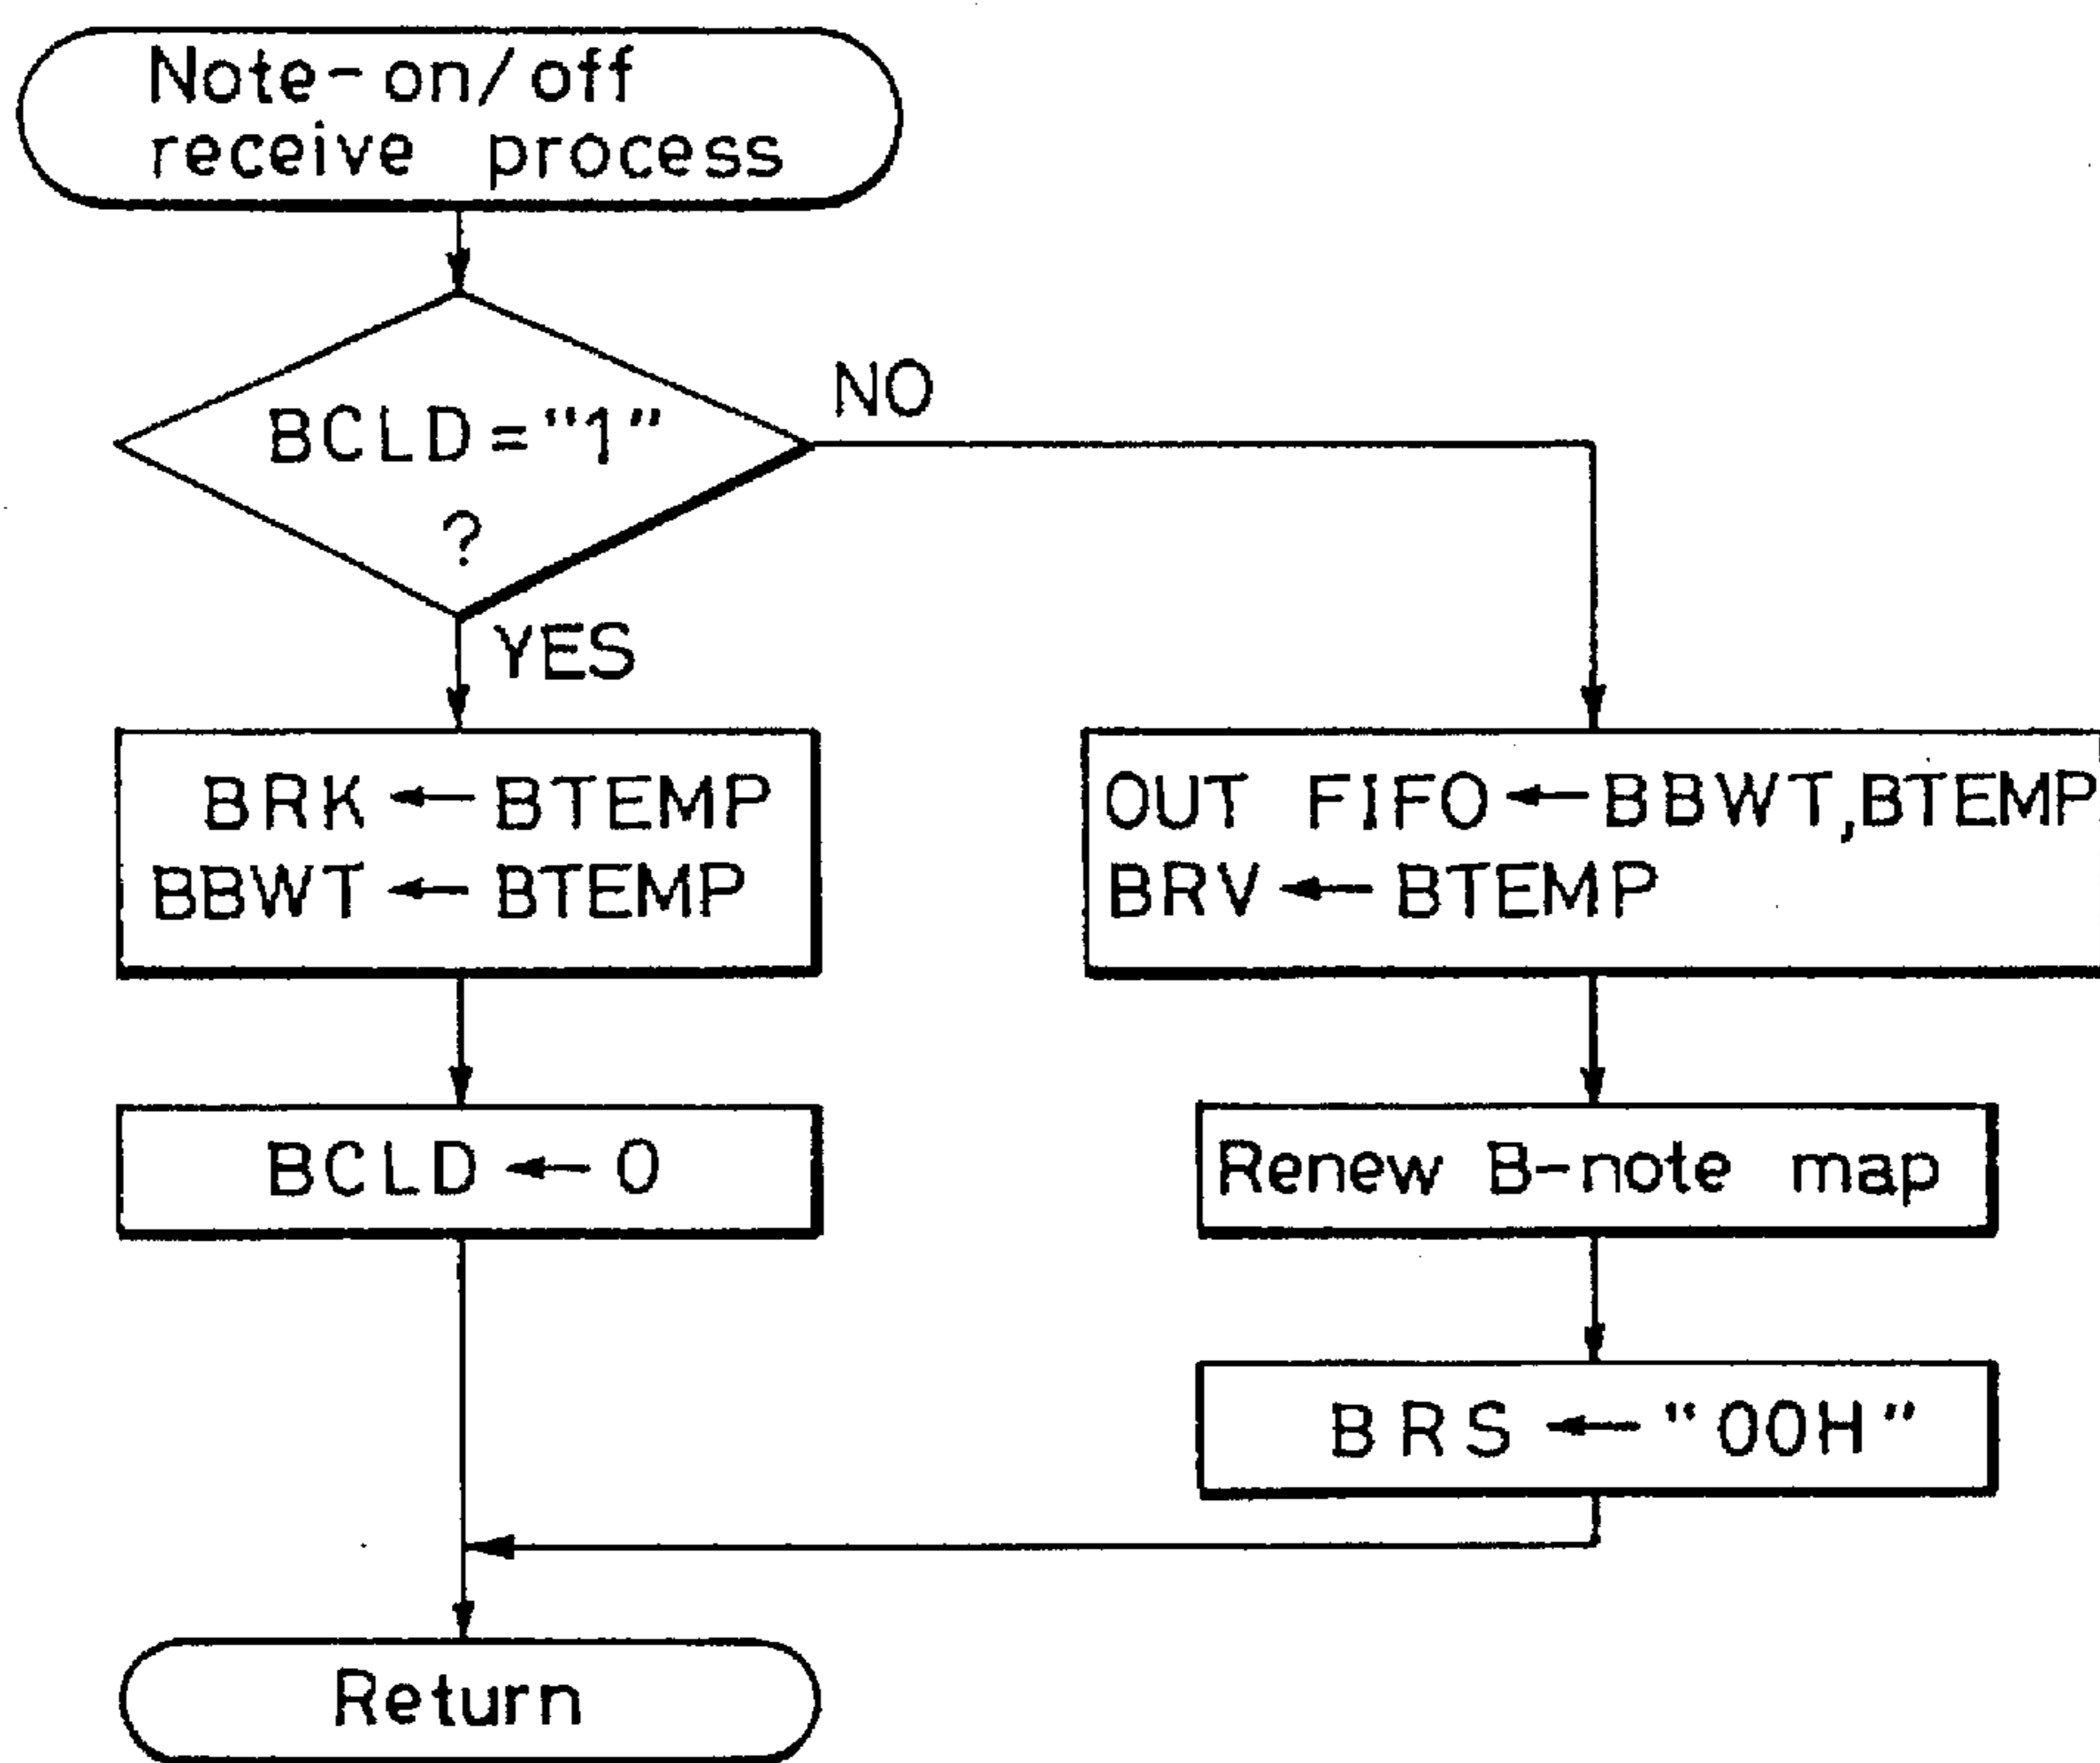 Note-on/off
receive process
BCLD="1"
?
NO
YES
BRK ← BTEMP
BBWT ← BTEMP
OUT FIFO ← BBWT,BTEMP
BRV ← BTEMP
BCLD ← 0
Renew B-note map
BRS ← "00H"
Return